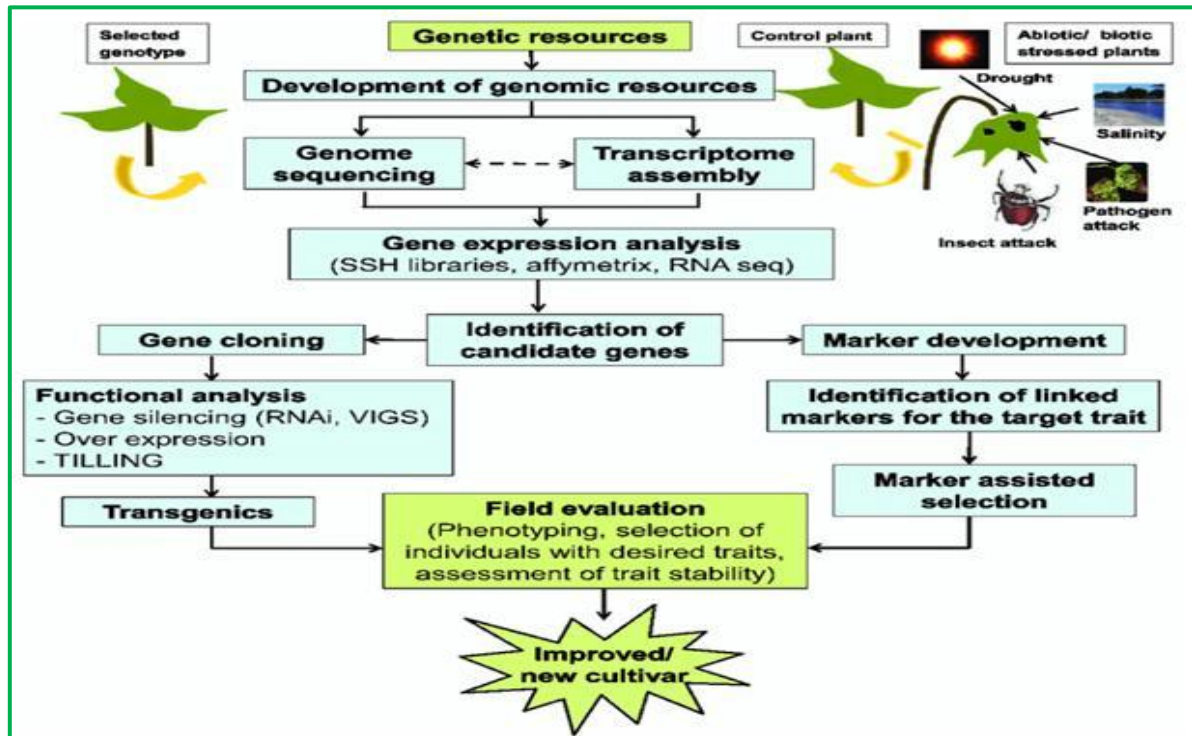 Selected
genotype
Genetic resources
Control plant
Abiotic/ biotic
stressed plants
Drought
Development of genomic resources
Salinity
Genome
sequencing
Transcriptome
assembly
Pathogen
attack
Insect attack
Gene expression analysis
(SSH libraries, affymetrix, RNA seq)
Gene cloning
Identification of
candidate genes
Marker development
Functional analysis
- Gene silencing (RNAi, VIGS)
- Over expression
- TILLING
Identification of linked
markers for the target trait
Transgenics
Marker assisted
selection
Field evaluation
(Phenotyping, selection of
individuals with desired traits,
assessment of trait stability)
Improved/
new cultivar